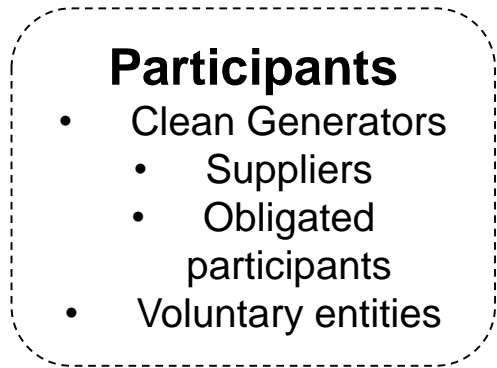 Participants
• Clean Generators
• Suppliers
• Obligated
participants
• Voluntary entities